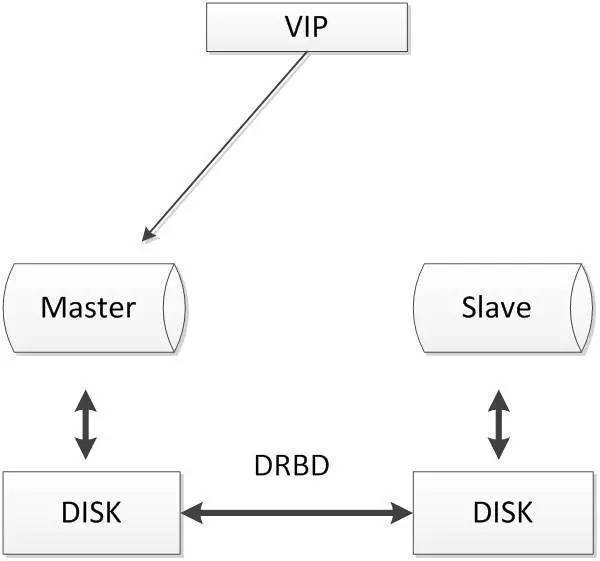 VIP
Master
Slave
DRBD
DISK
DISK